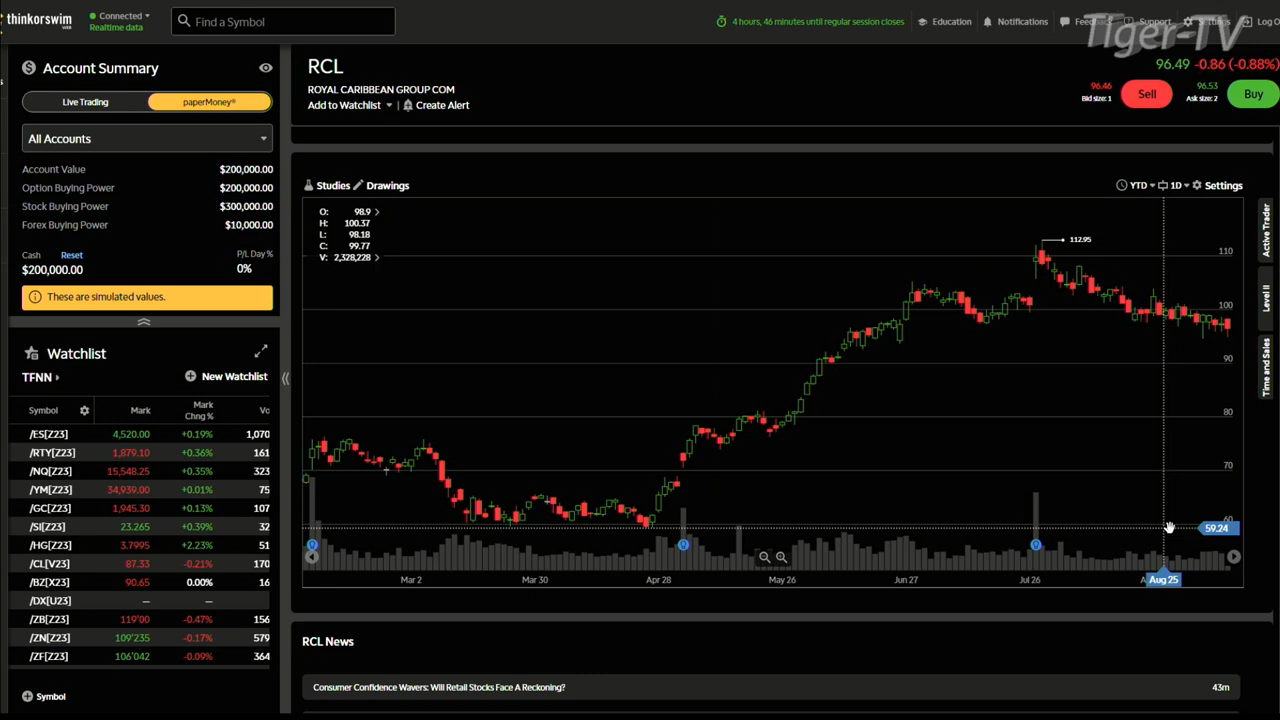 thinkorswim
WEB
Connected
Realtime data
Find a Symbol
4 hours, 46 minutes until regular session closes
Education
Notifications
Support
Tiger-TV
Account Summary
Live Trading
paperMoney®
All Accounts
Account Value $200,000.00
Option Buying Power $200,000.00
Stock Buying Power $300,000.00
Forex Buying Power $10,000.00
Cash Reset P/L Day %
$200,000.00 0%
These are simulated values.
Watchlist
TFNN
New Watchlist
Symbol Mark Mark Chng % Vo
/ES[Z23] 4,520.00 +0.19% 1,070
/RTY[Z23] 1,879.10 +0.36% 161
/NQ[Z23] 15,548.25 +0.35% 323
/YM[Z23] 34,939.00 +0.01% 75
/GC[Z23] 1,945.30 +0.13% 107
/SI[Z23] 23.265 +0.39% 32
/HG[Z23] 3.7995 +2.23% 51
/CL[V23] 87.33 -0.21% 170
/BZ[X23] 90.65 0.00% 16
/DX[U23] — —
/ZB[Z23] 119'00 -0.47% 156
/ZN[Z23] 109'235 -0.17% 579
/ZF[Z23] 106'042 -0.09% 364
Symbol
RCL
ROYAL CARIBBEAN GROUP COM
Add to Watchlist
Create Alert
96.49 -0.86 (-0.88%)
96.46
Bid size: 1
Sell
96.53
Ask size: 2
Buy
Studies
Drawings
YTD
1D
Settings
O: 98.9
H: 100.37
L: 98.18
C: 99.77
V: 2,328,228
112.95
110
100
90
80
70
60
59.24
Mar 2
Mar 30
Apr 28
May 26
Jun 27
Jul 26
Aug 25
Active Trader
Level II
Time and Sales
RCL News
Consumer Confidence Wavers: Will Retail Stocks Face A Reckoning? 43m